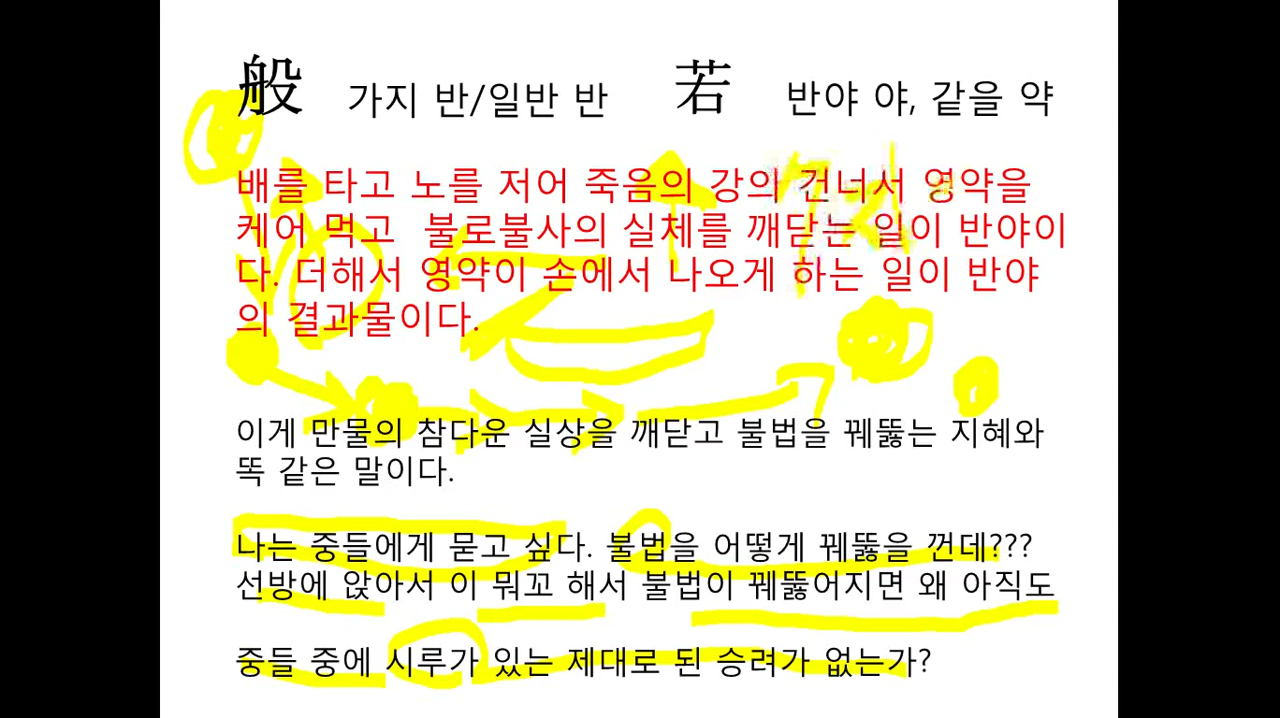 般 가지 반/일반 반 若 반야 야, 같을 약
배를 타고 노를 저어 죽음의 강의 건너서 영약을
케어 먹고 불로불사의 실체를 깨닫는 일이 반야이
다. 더해서 영약이 손에서 나오게 하는 일이 반야
의 결과물이다.
이게 만물의 참다운 실상을 깨닫고 불법을 꿰뚫는 지혜와
똑 같은 말이다.
나는 중들에게 묻고 싶다. 불법을 어떻게 꿰뚫을 껀데???
선방에 앉아서 이 뭐꼬 해서 불법이 꿰뚫어지면 왜 아직도
중들 중에 시루가 있는 제대로 된 승려가 없는가?